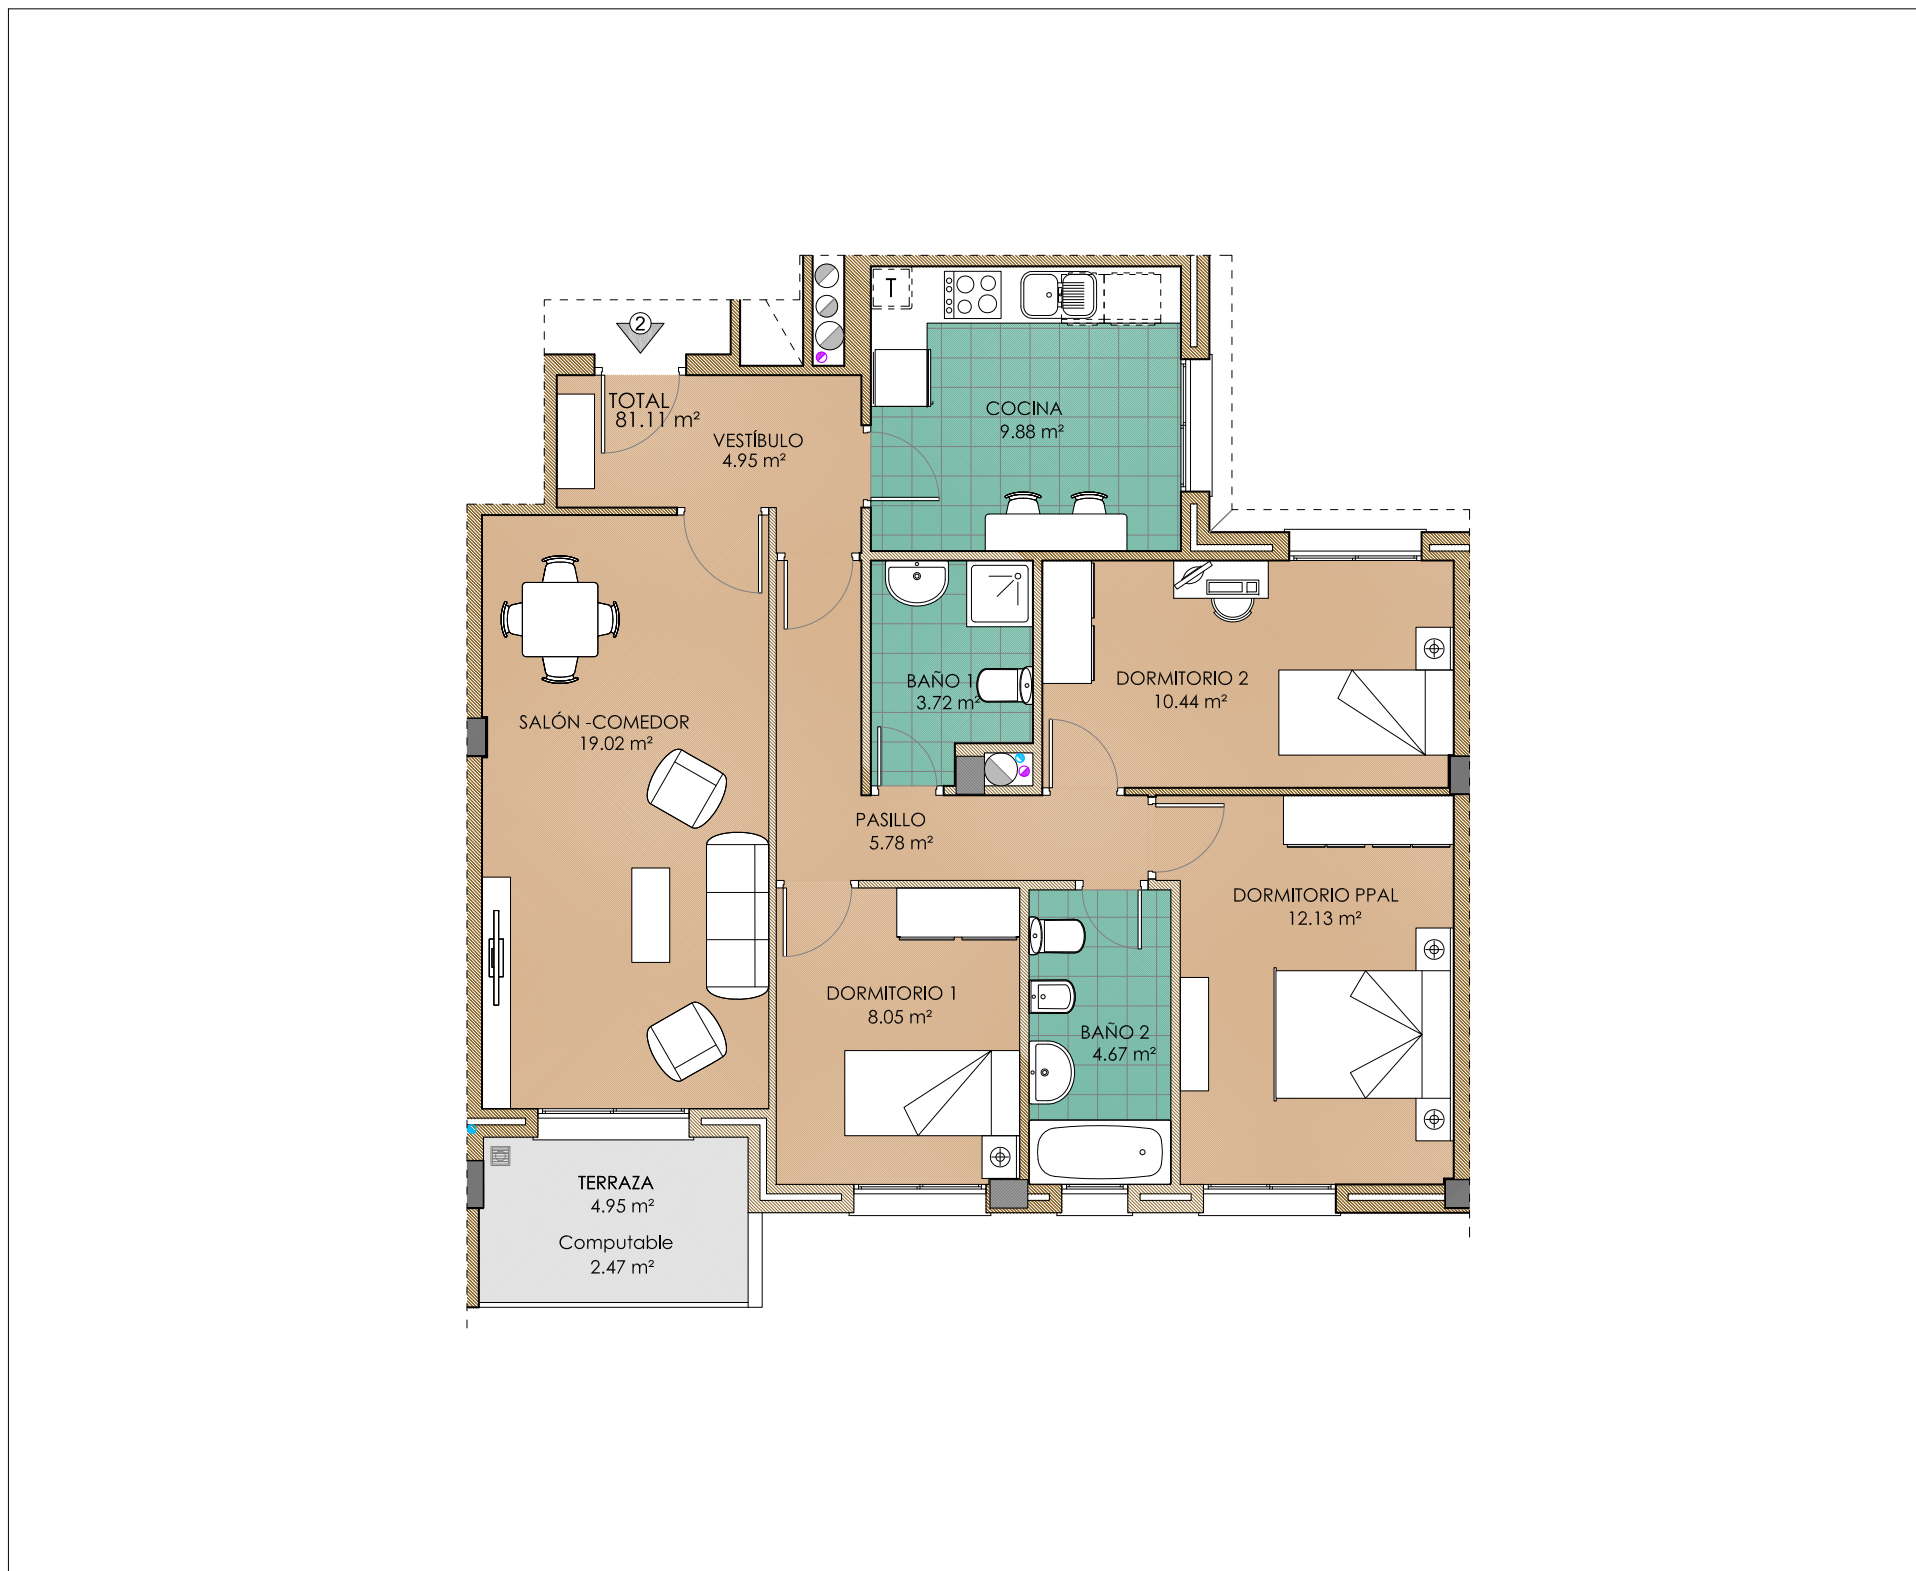 2
T
TOTAL
81.11 m²
VESTÍBULO
4.95 m²
COCINA
9.88 m²
BAÑO 1
3.72 m²
DORMITORIO 2
10.44 m²
SALÓN -COMEDOR
19.02 m²
PASILLO
5.78 m²
DORMITORIO PPAL
12.13 m²
DORMITORIO 1
8.05 m²
BAÑO 2
4.67 m²
TERRAZA
4.95 m²
Computable
2.47 m²